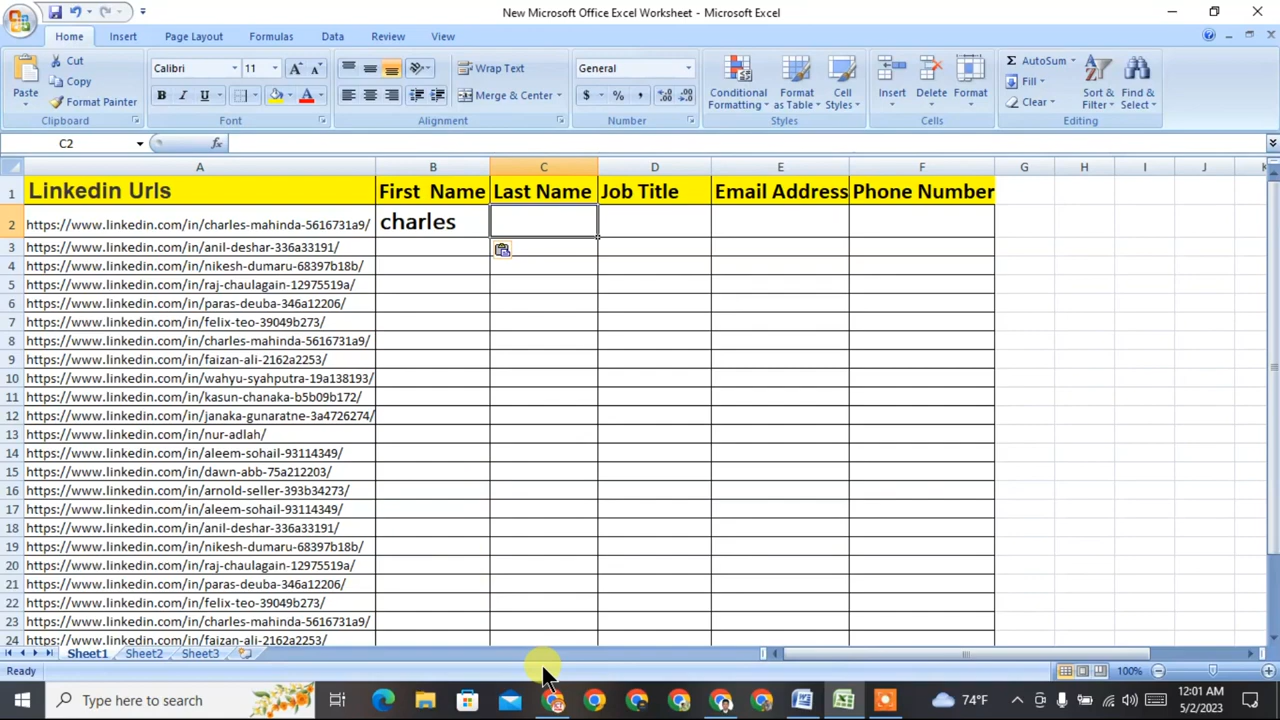 New Microsoft Office Excel Worksheet - Microsoft Excel
Home Insert Page Layout Formulas Data Review View
Paste
Cut
Copy
Format Painter
Clipboard
Calibri 11
Font
Wrap Text
Merge & Center
Alignment
General
Number
Conditional Formatting
Format as Table
Cell Styles
Styles
Insert Delete Format
Cells
AutoSum
Fill
Clear
Sort & Filter
Find & Select
Editing
C2 fx
A B C D E F G H I J K
1 Linkedin Urls First Name Last Name Job Title Email Address Phone Number
2 https://www.linkedin.com/in/charles-mahinda-5616731a9/ charles
3 https://www.linkedin.com/in/anil-deshar-336a33191/
4 https://www.linkedin.com/in/nikesh-dumaru-68397b18b/
5 https://www.linkedin.com/in/raj-chaulagain-12975519a/
6 https://www.linkedin.com/in/paras-deuba-346a12206/
7 https://www.linkedin.com/in/felix-teo-39049b273/
8 https://www.linkedin.com/in/charles-mahinda-5616731a9/
9 https://www.linkedin.com/in/faizan-ali-2162a2253/
10 https://www.linkedin.com/in/wahyu-syahputra-19a138193/
11 https://www.linkedin.com/in/kasun-chanaka-b5b09b172/
12 https://www.linkedin.com/in/janaka-gunaratne-3a4726274/
13 https://www.linkedin.com/in/nur-adlah/
14 https://www.linkedin.com/in/aleem-sohail-93114349/
15 https://www.linkedin.com/in/dawn-abb-75a212203/
16 https://www.linkedin.com/in/arnold-seller-393b34273/
17 https://www.linkedin.com/in/aleem-sohail-93114349/
18 https://www.linkedin.com/in/anil-deshar-336a33191/
19 https://www.linkedin.com/in/nikesh-dumaru-68397b18b/
20 https://www.linkedin.com/in/raj-chaulagain-12975519a/
21 https://www.linkedin.com/in/paras-deuba-346a12206/
22 https://www.linkedin.com/in/felix-teo-39049b273/
23 https://www.linkedin.com/in/charles-mahinda-5616731a9/
24 https://www.linkedin.com/in/faizan-ali-2162a2253/
Sheet1 Sheet2 Sheet3
Ready 100%
Type here to search 74°F 12:01 AM
5/2/2023